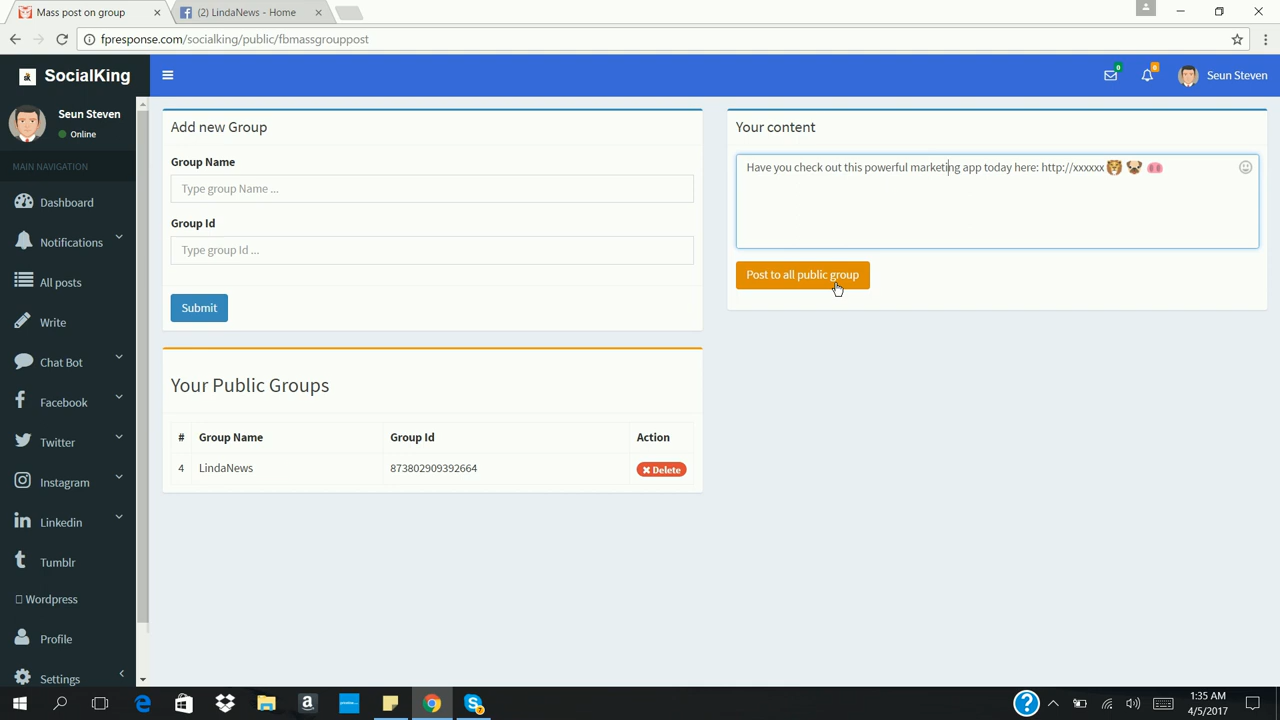 Mass post on group
(2) LindaNews - Home
fpresponse.com/socialking/public/fbmassgrouppost
SocialKing
0
0
Seun Steven
Seun Steven
Online
MAIN NAVIGATION
Dashboard
Notifications
All posts
Write
Chat Bot
Facebook
Twitter
Instagram
Linkedin
Tumblr
Wordpress
Profile
Settings
Add new Group
Group Name
Type group Name ...
Group Id
Type group Id ...
Submit
Your Public Groups
# Group Name Group Id Action
4 LindaNews 873802909392664 Delete
Your content
Have you check out this powerful marketing app today here: http://xxxxxx 🦁 🐶 🐽
Post to all public group
1:35 AM
4/5/2017